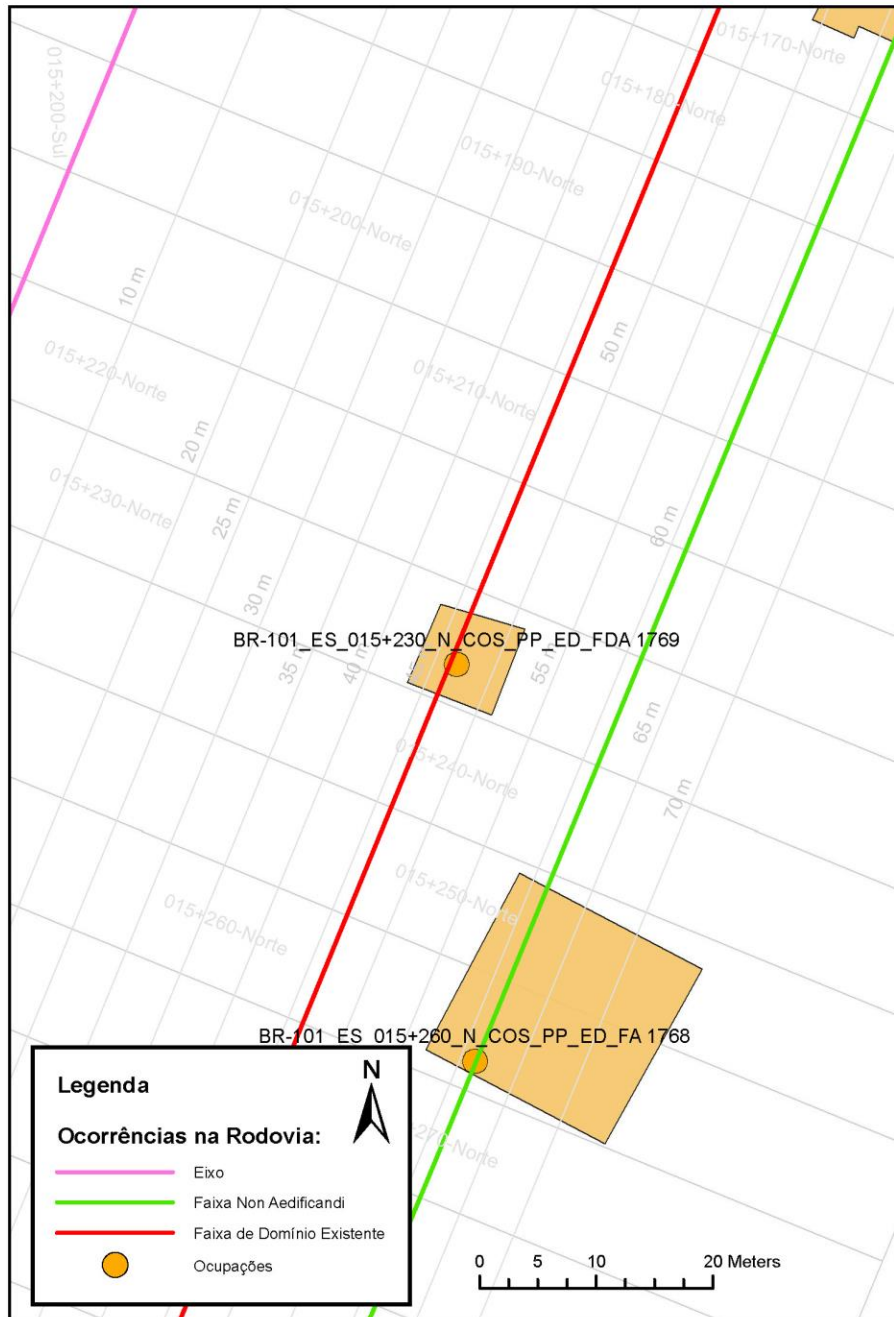 015+170-Norte
015+200-Sul
015+180-Norte
015+190-Norte
015+200-Norte
10 m
50 m
015+220-Norte
015+210-Norte
20 m
015+230-Norte
25 m
60 m
30 m
BR-101_ES_015+230_N_COS_PP_ED_FDA 1769
35 m
40 m
55 m
65 m
015+240-Norte
70 m
015+250-Norte
015+260-Norte
BR-101_ES_015+260_N_COS_PP_ED_FA 1768
270-Norte
Legenda
N
Ocorrências na Rodovia:
Eixo
Faixa Non Aedificandi
Faixa de Domínio Existente
Ocupações
0 5 10 20 Meters